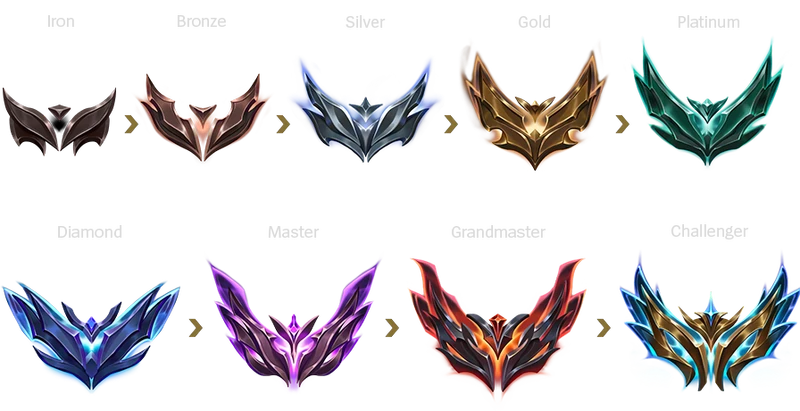 Iron
Bronze
Silver
Gold
Platinum
Diamond
Master
Grandmaster
Challenger